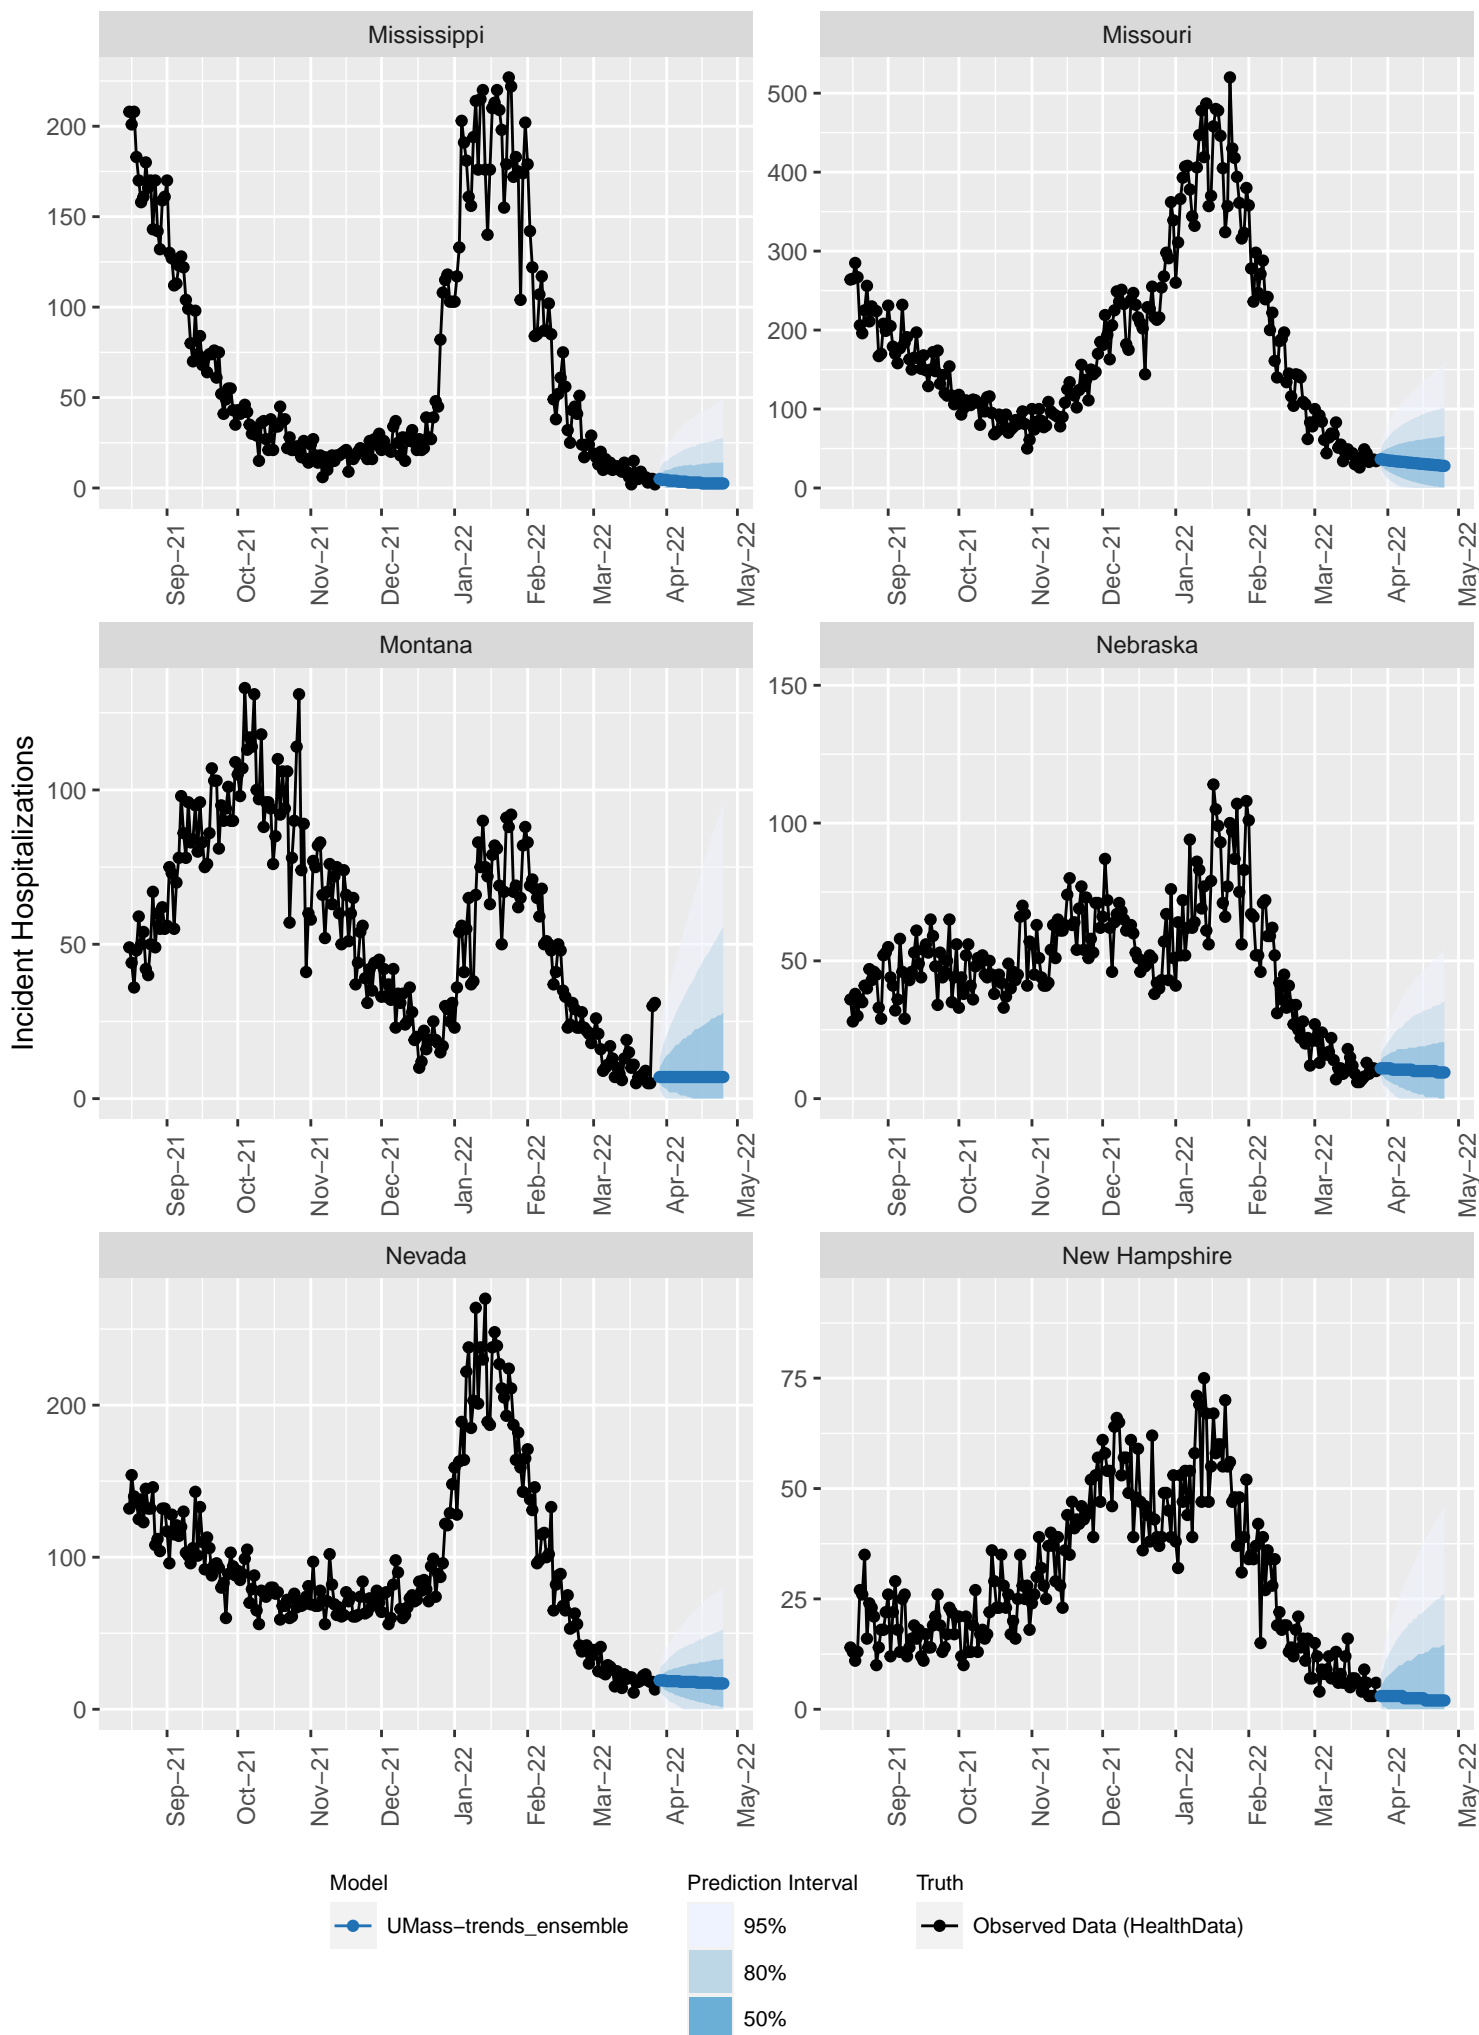 Mississippi
Missouri
200
150
100
50
0
500
400
300
200
100
0
Sep−21
Oct−21
Nov−21
Dec−21
Jan−22
Feb−22
Mar−22
Apr−22
May−22
Sep−21
Oct−21
Nov−21
Dec−21
Jan−22
Feb−22
Mar−22
Apr−22
May−22
Incident Hospitalizations
Montana
Nebraska
100
50
0
150
100
50
0
Sep−21
Oct−21
Nov−21
Dec−21
Jan−22
Feb−22
Mar−22
Apr−22
May−22
Sep−21
Oct−21
Nov−21
Dec−21
Jan−22
Feb−22
Mar−22
Apr−22
May−22
Nevada
New Hampshire
200
100
0
75
50
25
0
Sep−21
Oct−21
Nov−21
Dec−21
Jan−22
Feb−22
Mar−22
Apr−22
May−22
Sep−21
Oct−21
Nov−21
Dec−21
Jan−22
Feb−22
Mar−22
Apr−22
May−22
Model
UMass−trends_ensemble
Prediction Interval
95%
80%
50%
Truth
Observed Data (HealthData)